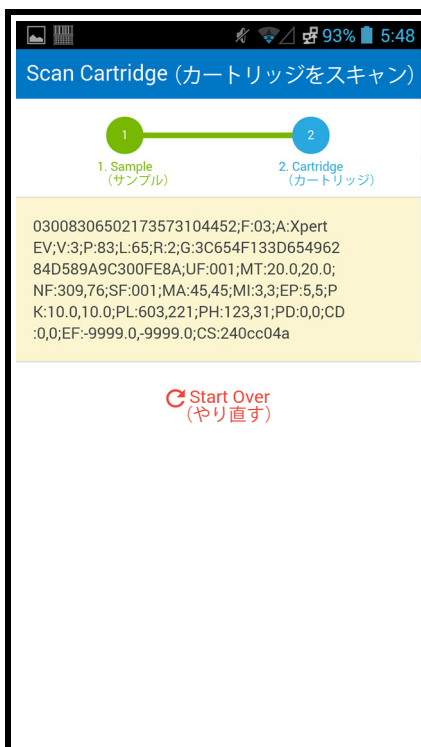 93% 5:48
Scan Cartridge (カートリッジをスキャン)
1 2
1. Sample 2. Cartridge
(サンプル) (カートリッジ)
03008306502173573104452;F:03;A:Xpert
EV;V:3;P:83;L:65;R:2;G:3C654F133D654962
84D589A9C300FE8A;UF:001;MT:20.0,20.0;
NF:309,76;SF:001;MA:45,45;MI:3,3;EP:5,5;P
K:10.0,10.0;PL:603,221;PH:123,31;PD:0,0;CD
:0,0;EF:-9999.0,-9999.0;CS:240cc04a
Start Over
(やり直す)